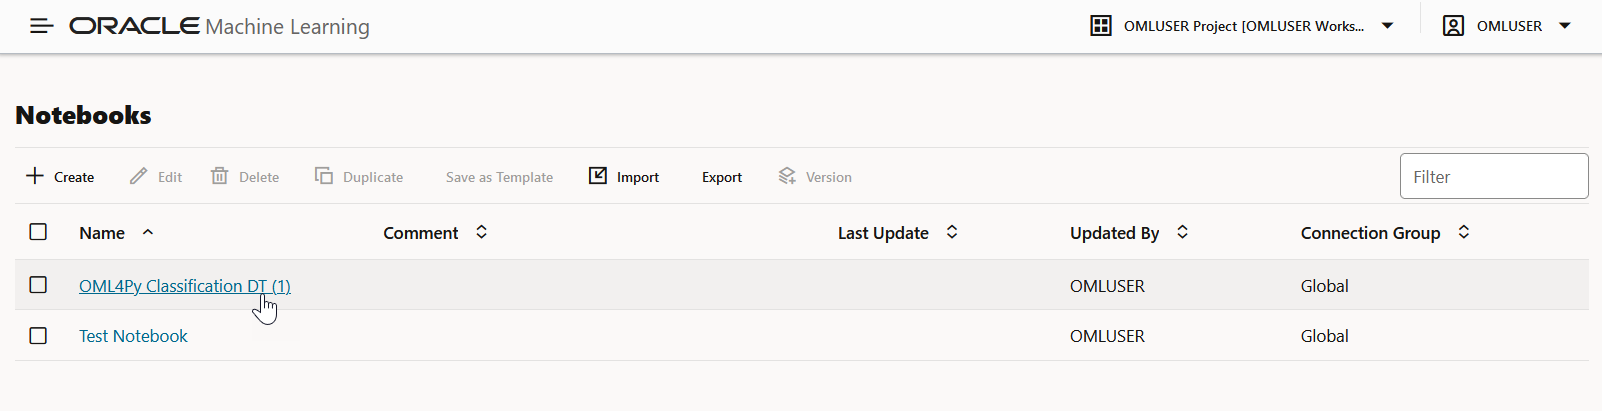 ORACLE Machine Learning OMLUSER Project [OMLUSER Works... OMLUSER
Notebooks
Create Edit Delete Duplicate Save as Template Import Export Version Filter
Name Comment Last Update Updated By Connection Group
OML4Py Classification DT (1) OMLUSER Global
Test Notebook OMLUSER Global